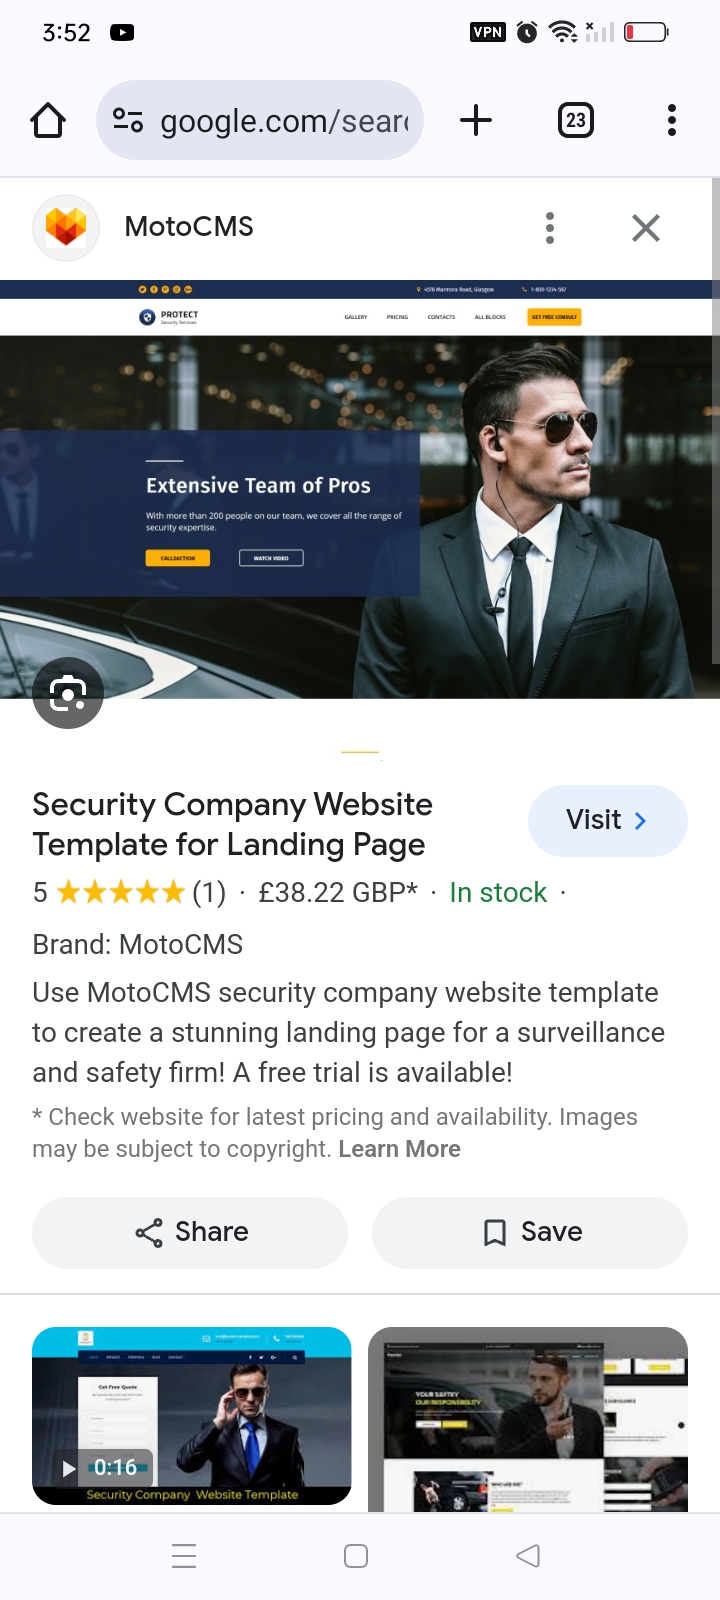 3:52
VPN
google.com/sear
23
MotoCMS
4578 Marmora Road, Glasgow
1-800-1234-567
PROTECT
Security Services
GALLERY
PRICING
CONTACTS
ALL BLOCKS
GET FREE CONSULT
Extensive Team of Pros
With more than 200 people on our team, we cover all the range of
security expertise.
CALL2ACTION
WATCH VIDEO
Security Company Website
Template for Landing Page
Visit
5 ★★★★★ (1) · £38.22 GBP* · In stock ·
Brand: MotoCMS
Use MotoCMS security company website template
to create a stunning landing page for a surveillance
and safety firm! A free trial is available!
* Check website for latest pricing and availability. Images
may be subject to copyright. Learn More
Share
Save
Get Free Quote
0:16
Security Company Website Template
YOUR SAFTEY
OUR RESPONSIBILITY
WHO ARE WE?